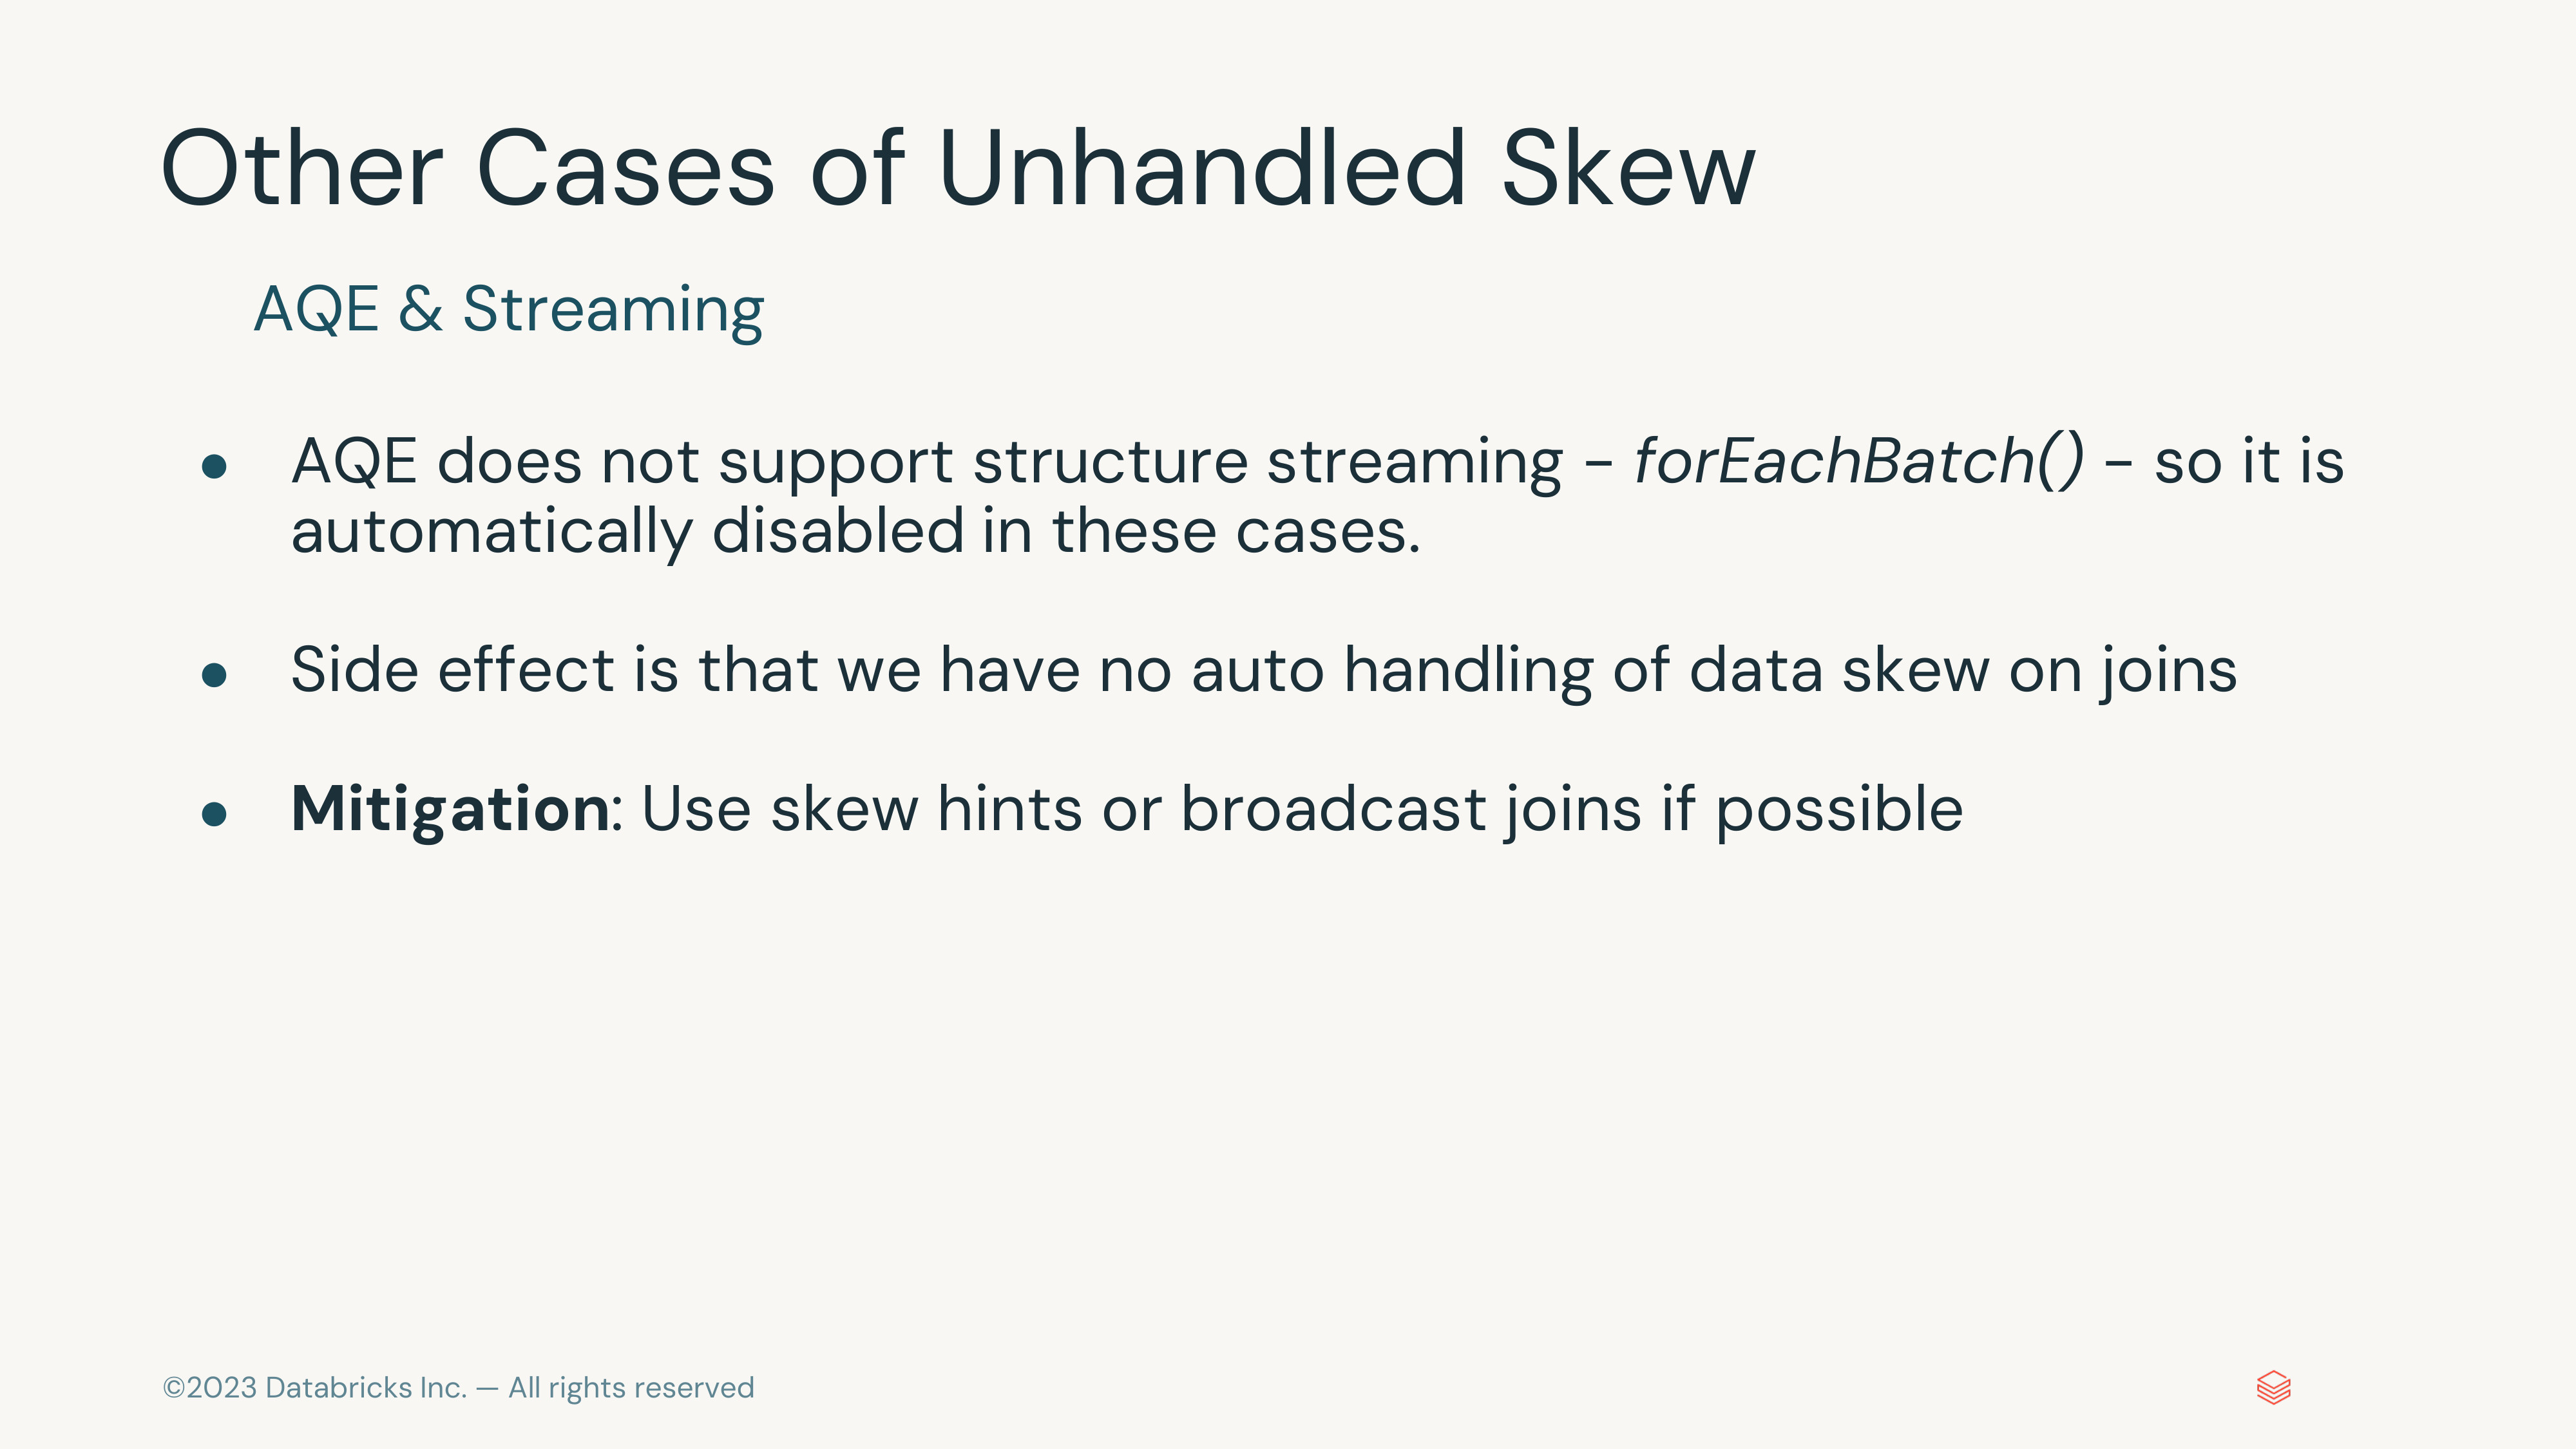 Other Cases of Unhandled Skew
AQE & Streaming
● AQE does not support structure streaming - forEachBatch() - so it is
automatically disabled in these cases.
● Side effect is that we have no auto handling of data skew on joins
● Mitigation: Use skew hints or broadcast joins if possible
©2023 Databricks Inc. — All rights reserved